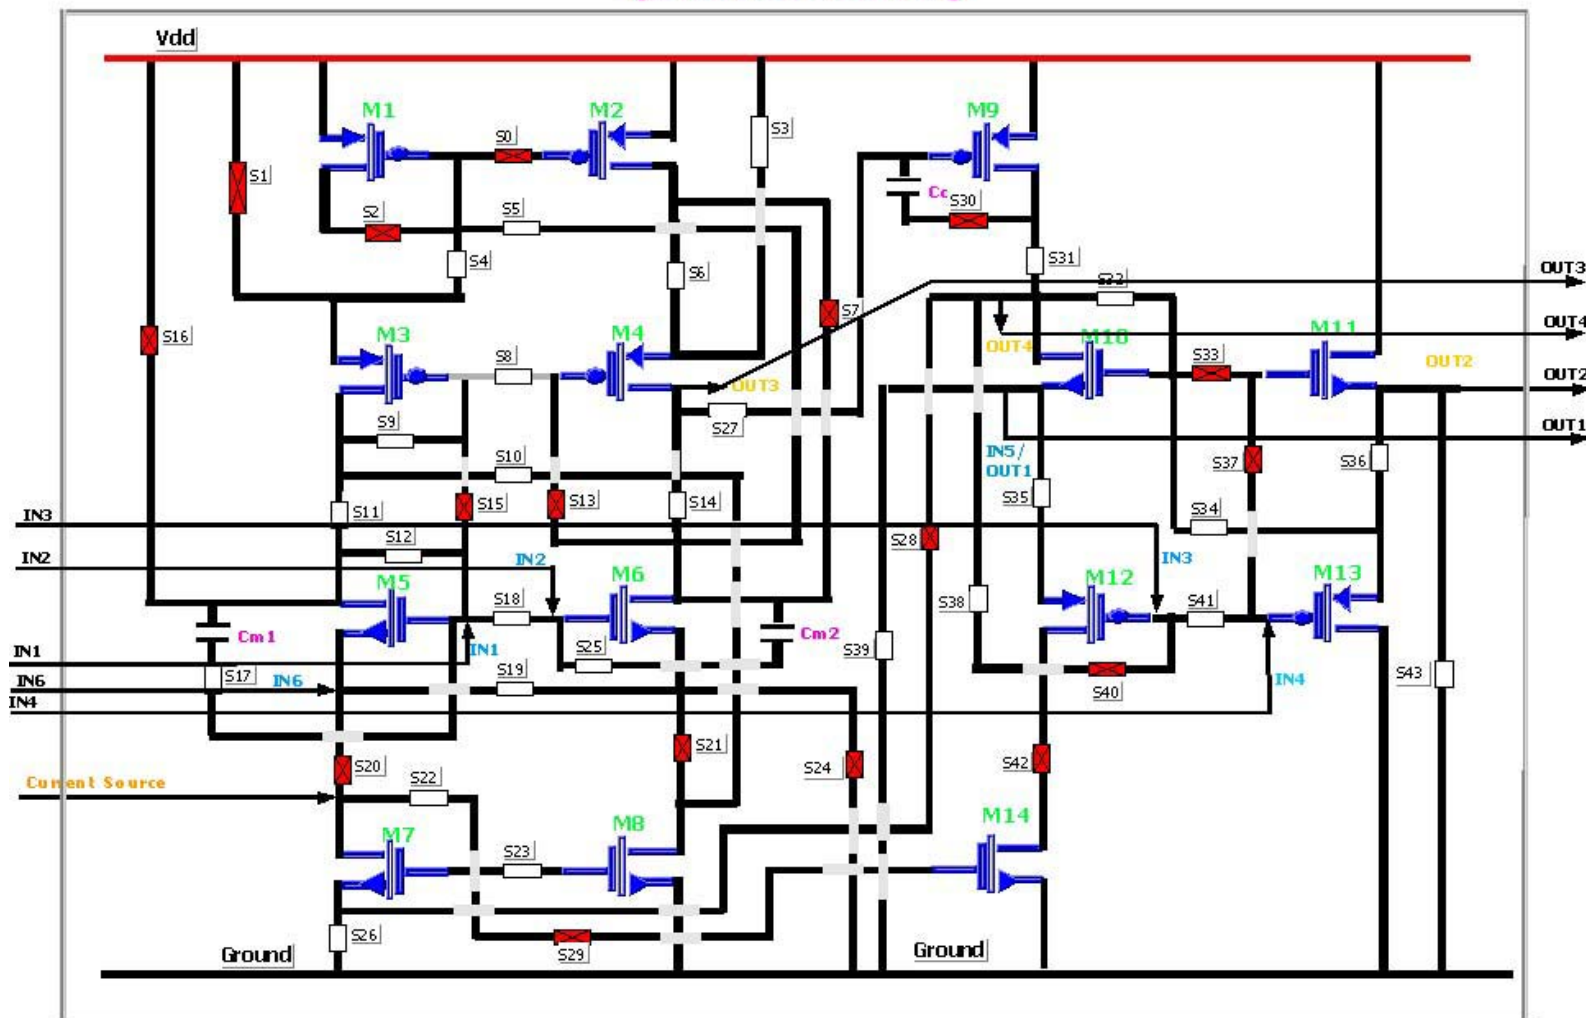 Vdd
M1
M2
M9
S0
S3
S1
S2
S5
Cc
S30
S4
S6
S31
S32
OUT3
S7
S16
M3
S8
M4
OUT4
M10
M11
OUT4
S33
OUT3
OUT2
OUT2
S9
S27
OUT1
S10
IN5/
OUT1
S37
S36
S11
S15
S13
S14
S35
IN3
S12
S28
S34
IN2
IN2
IN3
M5
M6
M12
M13
S18
S38
S41
Cm1
Cm2
IN1
IN1
S25
S39
S17
IN6
IN6
S19
S40
IN4
S43
IN4
S20
S21
S24
S42
Current Source
S22
M7
M8
M14
S23
S26
S29
Ground
Ground